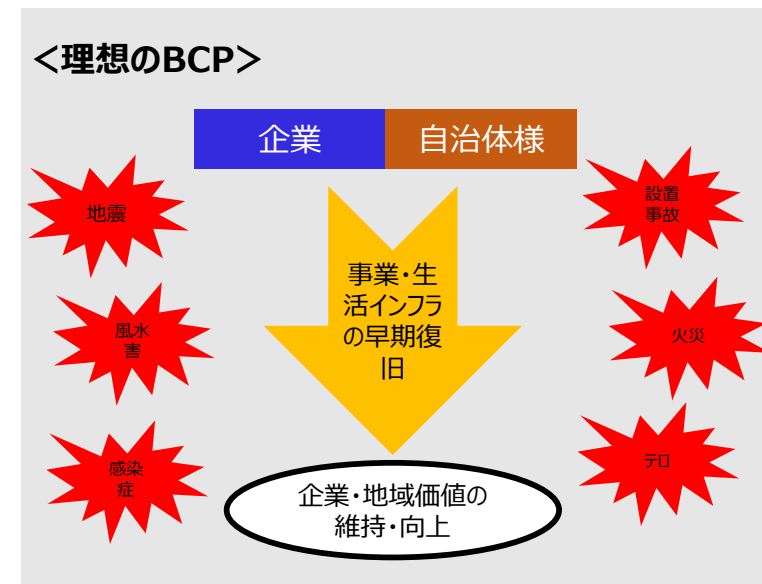 ＜理想のBCP＞
企業
自治体様
地震
設置
事故
事業・生
活インフラ
の早期復
旧
風水
害
火災
感染
症
テロ
企業・地域価値の
維持・向上